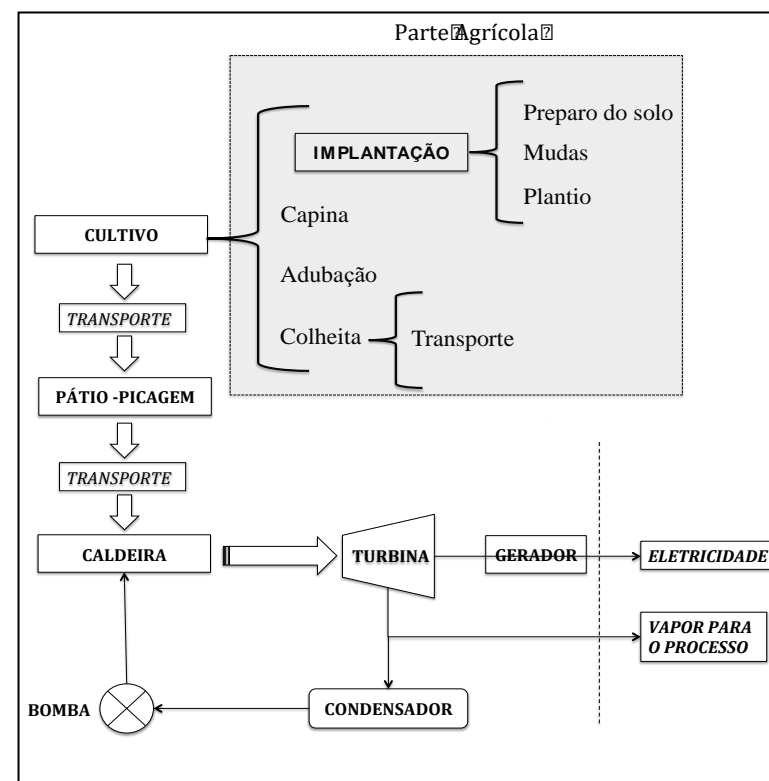 Parte Agrícola
Preparo do solo
IMPLANTAÇÃO
Mudas
Plantio
Capina
CULTIVO
Adubação
TRANSPORTE
Colheita
Transporte
PÁTIO -PICAGEM
TRANSPORTE
CALDEIRA
TURBINA
GERADOR
ELETRICIDADE
VAPOR PARA
O PROCESSO
BOMBA
CONDENSADOR